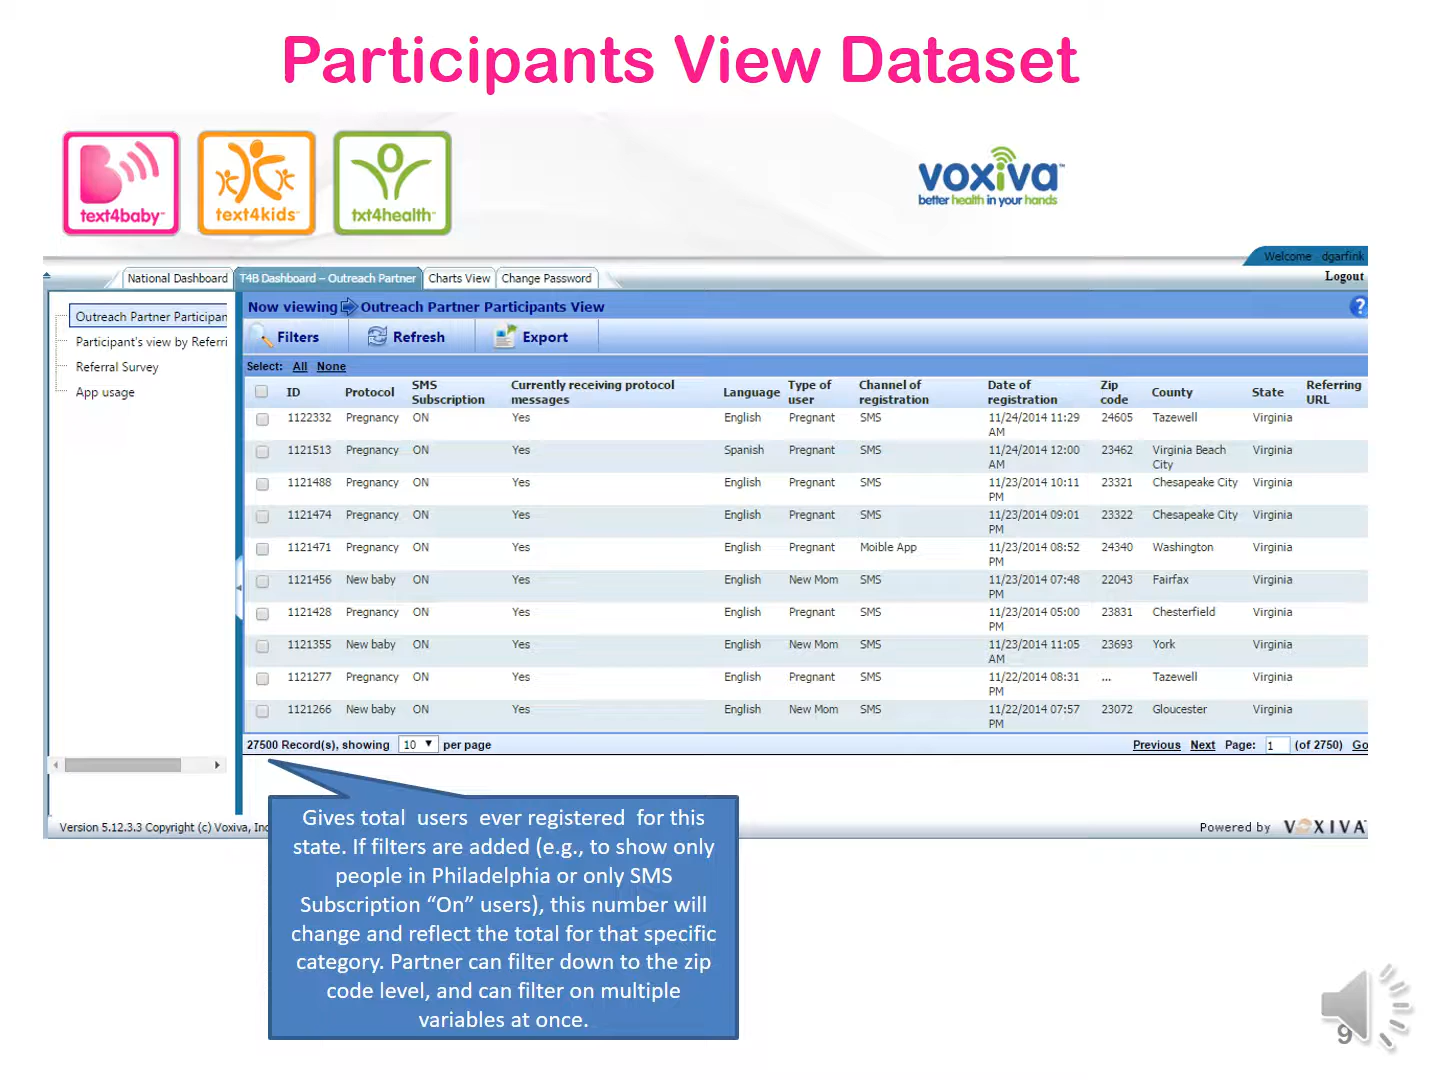 Participants View Dataset
text4baby™
text4kids™
txt4health™
voxiva™
better health in your hands
Welcome dgarfink
Logout
National Dashboard
T4B Dashboard – Outreach Partner
Charts View
Change Password
Outreach Partner Participan
Participant's view by Referri
Referral Survey
App usage
Now viewing Outreach Partner Participants View
?
Filters
Refresh
Export
Select: All None
ID Protocol SMS Subscription Currently receiving protocol messages Language Type of user Channel of registration Date of registration Zip code County State Referring URL
1122332 Pregnancy ON Yes English Pregnant SMS 11/24/2014 11:29 AM 24605 Tazewell Virginia
1121513 Pregnancy ON Yes Spanish Pregnant SMS 11/24/2014 12:00 AM 23462 Virginia Beach City Virginia
1121488 Pregnancy ON Yes English Pregnant SMS 11/23/2014 10:11 PM 23321 Chesapeake City Virginia
1121474 Pregnancy ON Yes English Pregnant SMS 11/23/2014 09:01 PM 23322 Chesapeake City Virginia
1121471 Pregnancy ON Yes English Pregnant Moible App 11/23/2014 08:52 PM 24340 Washington Virginia
1121456 New baby ON Yes English New Mom SMS 11/23/2014 07:48 PM 22043 Fairfax Virginia
1121428 Pregnancy ON Yes English Pregnant SMS 11/23/2014 05:00 PM 23831 Chesterfield Virginia
1121355 New baby ON Yes English New Mom SMS 11/23/2014 11:05 AM 23693 York Virginia
1121277 Pregnancy ON Yes English Pregnant SMS 11/22/2014 08:31 PM ... Tazewell Virginia
1121266 New baby ON Yes English New Mom SMS 11/22/2014 07:57 PM 23072 Gloucester Virginia
27500 Record(s), showing 10 per page
Previous Next Page: 1 (of 2750) Go
Version 5.12.3.3 Copyright (c) Voxiva, Inc
Powered by VOXIVA
Gives total users ever registered for this
state. If filters are added (e.g., to show only
people in Philadelphia or only SMS
Subscription “On” users), this number will
change and reflect the total for that specific
category. Partner can filter down to the zip
code level, and can filter on multiple
variables at once.
9